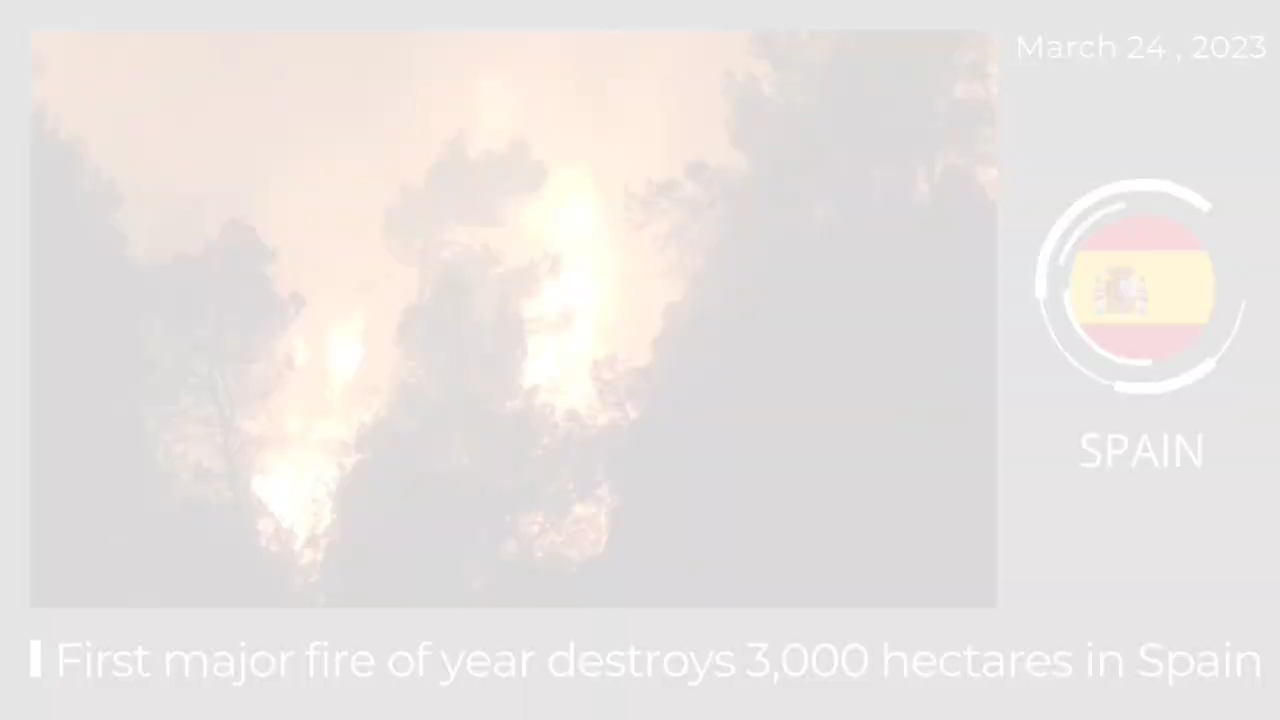 March 24 , 2023
SPAIN
First major fire of year destroys 3,000 hectares in Spain